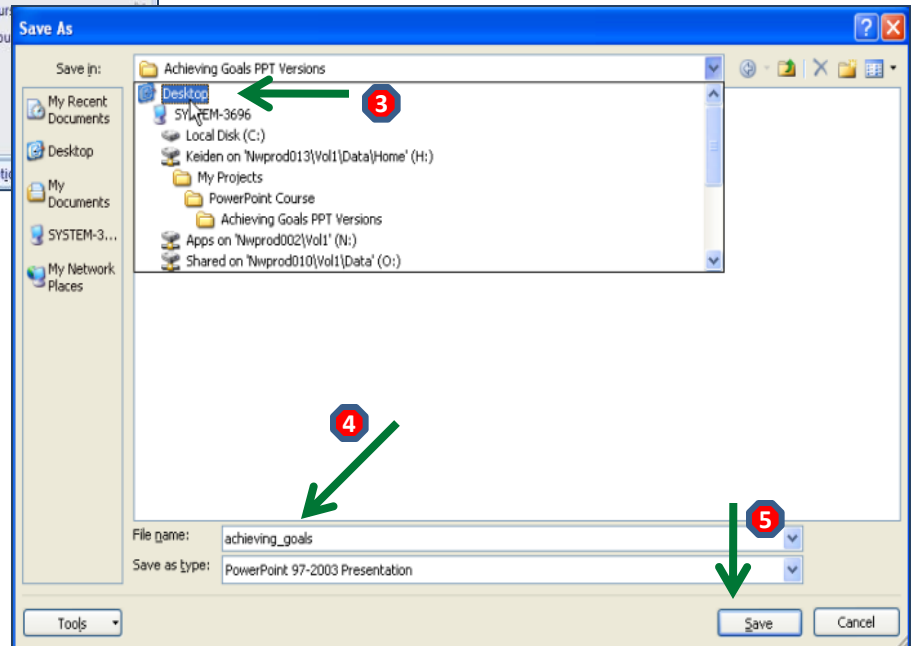 Save As
Save in:
Achieving Goals PPT Versions
My Recent
Documents
Desktop
My
Documents
SYSTEM-3...
My Network
Places
Desktop
SYSTEM-3696
Local Disk (C:)
Keiden on 'Nwprod013\Vol1\Data\Home' (H:)
My Projects
PowerPoint Course
Achieving Goals PPT Versions
Apps on 'Nwprod002\Vol1' (N:)
Shared on 'Nwprod010\Vol1\Data' (O:)
3
4
5
File name:
achieving_goals
Save as type:
PowerPoint 97-2003 Presentation
Tools
Save
Cancel